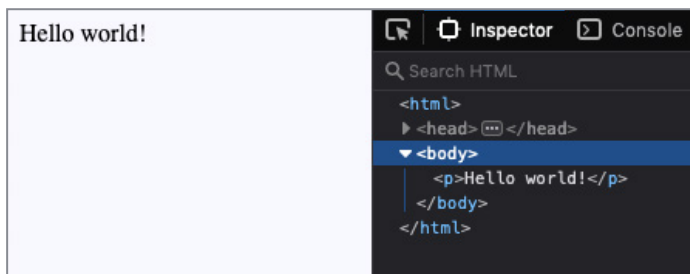 Hello world!
Inspector Console
Search HTML
<html>
<head>…</head>
<body>
<p>Hello world!</p>
</body>
</html>